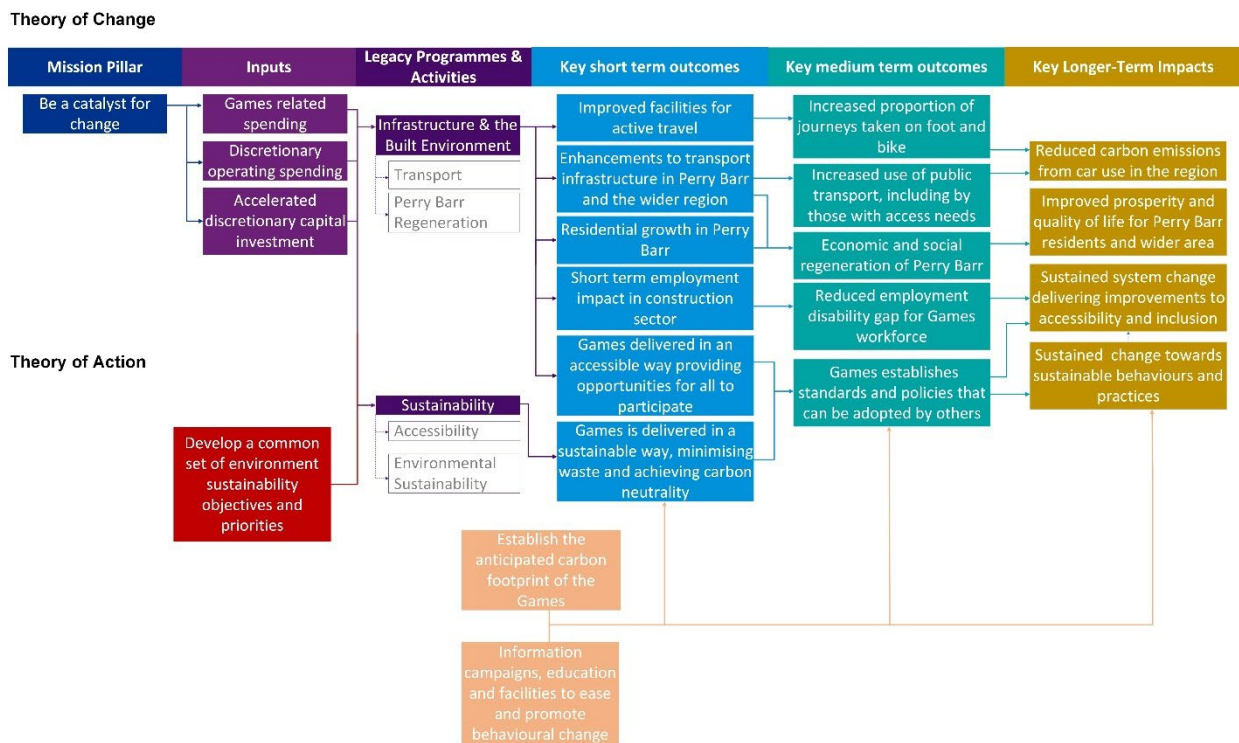 Theory of Change
Mission Pillar
Inputs
Legacy Programmes &
Activities
Key short term outcomes
Key medium term outcomes
Key Longer-Term Impacts
Be a catalyst for
change
Games related
spending
Discretionary
operating spending
Accelerated
discretionary capital
investment
Infrastructure & the
Built Environment
Transport
Perry Barr
Regeneration
Improved facilities for
active travel
Enhancements to transport
infrastructure in Perry Barr
and the wider region
Residential growth in Perry
Barr
Short term employment
impact in construction
sector
Games delivered in an
accessible way providing
opportunities for all to
participate
Games is delivered in a
sustainable way, minimising
waste and achieving carbon
neutrality
Increased proportion of
journeys taken on foot and
bike
Increased use of public
transport, including by
those with access needs
Economic and social
regeneration of Perry Barr
Reduced employment
disability gap for Games
workforce
Games establishes
standards and policies that
can be adopted by others
Reduced carbon emissions
from car use in the region
Improved prosperity and
quality of life for Perry Barr
residents and wider area
Sustained system change
delivering improvements to
accessibility and inclusion
Sustained change towards
sustainable behaviours and
practices
Theory of Action
Sustainability
Accessibility
Environmental
Sustainability
Develop a common
set of environment
sustainability
objectives and
priorities
Establish the
anticipated carbon
footprint of the
Games
Information
campaigns, education
and facilities to ease
and promote
behavioural change